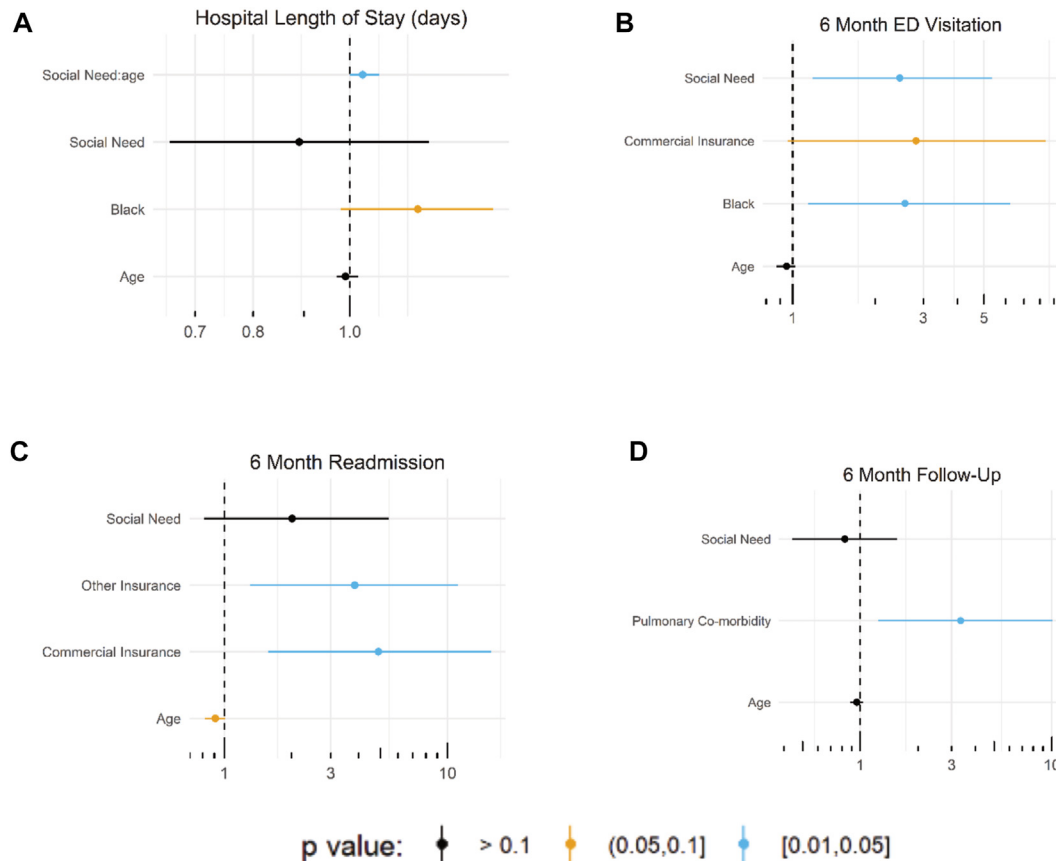 A
Hospital Length of Stay (days)
Social Need:age
Social Need
Black
Age
0.7 0.8 1.0
B
6 Month ED Visitation
Social Need
Commercial Insurance
Black
Age
1 3 5
C
6 Month Readmission
Social Need
Other Insurance
Commercial Insurance
Age
1 3 10
D
6 Month Follow-Up
Social Need
Pulmonary Co-morbidity
Age
1 3 10
p value: > 0.1 (0.05,0.1] [0.01,0.05]